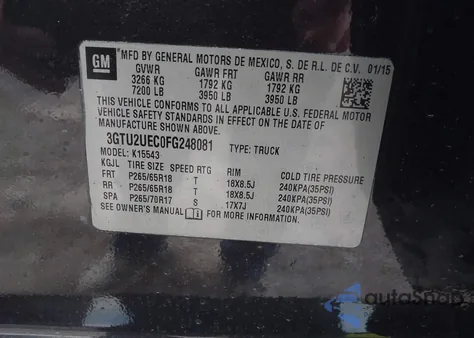 GM
MFD BY GENERAL MOTORS DE MEXICO, S. DE R.L. DE C.V. 01/15
GVWR GAWR FRT GAWR RR
3266 KG 1792 KG 1792 KG
7200 LB 3950 LB 3950 LB
THIS VEHICLE CONFORMS TO ALL APPLICABLE U.S. FEDERAL MOTOR
VEHICLE SAFETY STANDARDS IN EFFECT ON THE DATE OF
MANUFACTURE SHOWN ABOVE.
3GTU2UEC0FG248081 TYPE: TRUCK
MODEL: K15543
KGJL TIRE SIZE SPEED RTG RIM COLD TIRE PRESSURE
FRT P265/65R18 T 18X8.5J 240KPA(35PSI)
RR P265/65R18 T 18X8.5J 240KPA(35PSI)
SPA P265/70R17 T 17X7J 240KPA(35PSI)
SEE OWNER'S MANUAL FOR MORE INFORMATION.
autoSnap